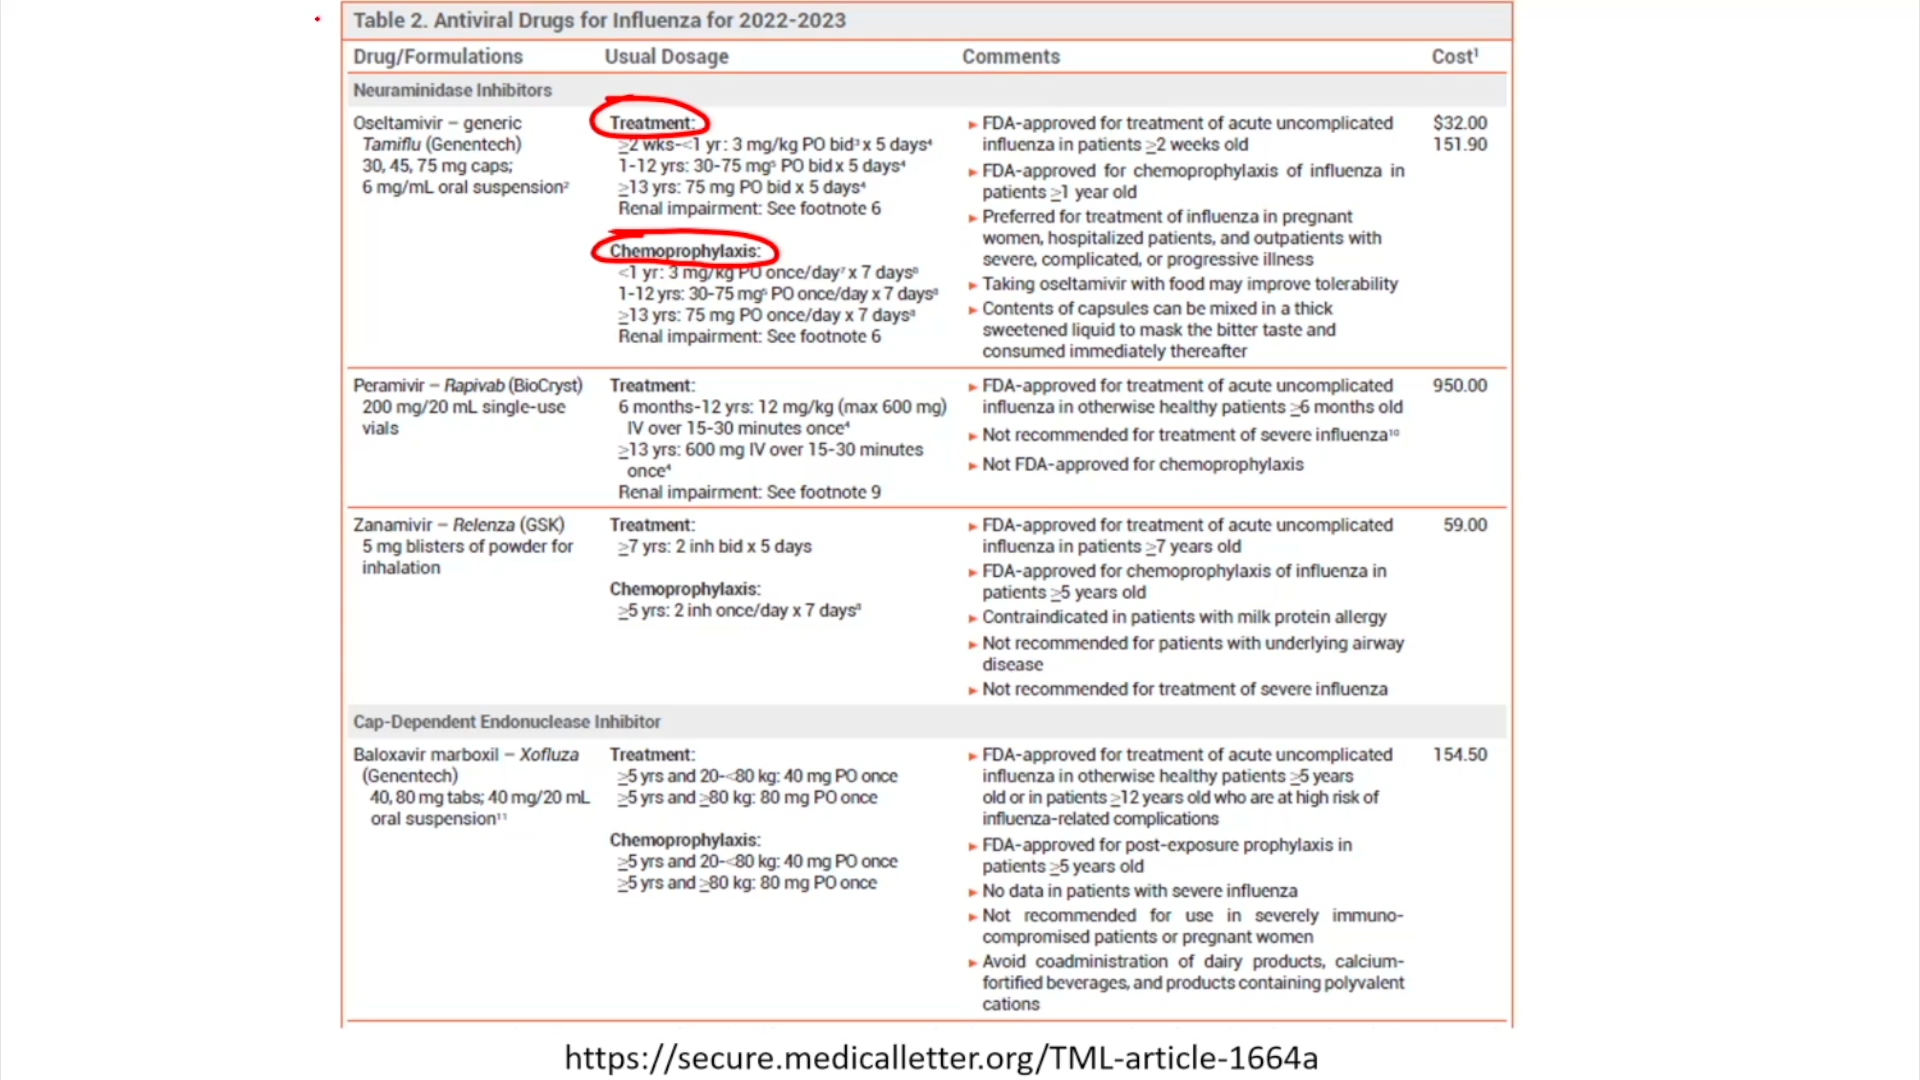 Table 2. Antiviral Drugs for Influenza for 2022-2023
Drug/Formulations Usual Dosage Comments Cost¹
Neuraminidase Inhibitors
Oseltamivir – generic
Tamiflu (Genentech)
30, 45, 75 mg caps;
6 mg/mL oral suspension²
Treatment:
≥2 wks-<1 yr: 3 mg/kg PO bid³ x 5 days⁴
1-12 yrs: 30-75 mg⁵ PO bid x 5 days⁴
≥13 yrs: 75 mg PO bid x 5 days⁴
Renal impairment: See footnote 6
Chemoprophylaxis:
<1 yr: 3 mg/kg PO once/day⁷ x 7 days⁸
1-12 yrs: 30-75 mg⁵ PO once/day x 7 days⁸
≥13 yrs: 75 mg PO once/day x 7 days⁸
Renal impairment: See footnote 6
▸ FDA-approved for treatment of acute uncomplicated
influenza in patients ≥2 weeks old
▸ FDA-approved for chemoprophylaxis of influenza in
patients ≥1 year old
▸ Preferred for treatment of influenza in pregnant
women, hospitalized patients, and outpatients with
severe, complicated, or progressive illness
▸ Taking oseltamivir with food may improve tolerability
▸ Contents of capsules can be mixed in a thick
sweetened liquid to mask the bitter taste and
consumed immediately thereafter
$32.00
151.90
Peramivir – Rapivab (BioCryst)
200 mg/20 mL single-use
vials
Treatment:
6 months-12 yrs: 12 mg/kg (max 600 mg)
IV over 15-30 minutes once⁴
≥13 yrs: 600 mg IV over 15-30 minutes
once⁴
Renal impairment: See footnote 9
▸ FDA-approved for treatment of acute uncomplicated
influenza in otherwise healthy patients ≥6 months old
▸ Not recommended for treatment of severe influenza¹⁰
▸ Not FDA-approved for chemoprophylaxis
950.00
Zanamivir – Relenza (GSK)
5 mg blisters of powder for
inhalation
Treatment:
≥7 yrs: 2 inh bid x 5 days
Chemoprophylaxis:
≥5 yrs: 2 inh once/day x 7 days⁸
▸ FDA-approved for treatment of acute uncomplicated
influenza in patients ≥7 years old
▸ FDA-approved for chemoprophylaxis of influenza in
patients ≥5 years old
▸ Contraindicated in patients with milk protein allergy
▸ Not recommended for patients with underlying airway
disease
▸ Not recommended for treatment of severe influenza
59.00
Cap-Dependent Endonuclease Inhibitor
Baloxavir marboxil – Xofluza
(Genentech)
40, 80 mg tabs; 40 mg/20 mL
oral suspension¹¹
Treatment:
≥5 yrs and 20-<80 kg: 40 mg PO once
≥5 yrs and ≥80 kg: 80 mg PO once
Chemoprophylaxis:
≥5 yrs and 20-<80 kg: 40 mg PO once
≥5 yrs and ≥80 kg: 80 mg PO once
▸ FDA-approved for treatment of acute uncomplicated
influenza in otherwise healthy patients ≥5 years
old or in patients ≥12 years old who are at high risk of
influenza-related complications
▸ FDA-approved for post-exposure prophylaxis in
patients ≥5 years old
▸ No data in patients with severe influenza
▸ Not recommended for use in severely immuno-
compromised patients or pregnant women
▸ Avoid coadministration of dairy products, calcium-
fortified beverages, and products containing polyvalent
cations
154.50
https://secure.medicalletter.org/TML-article-1664a